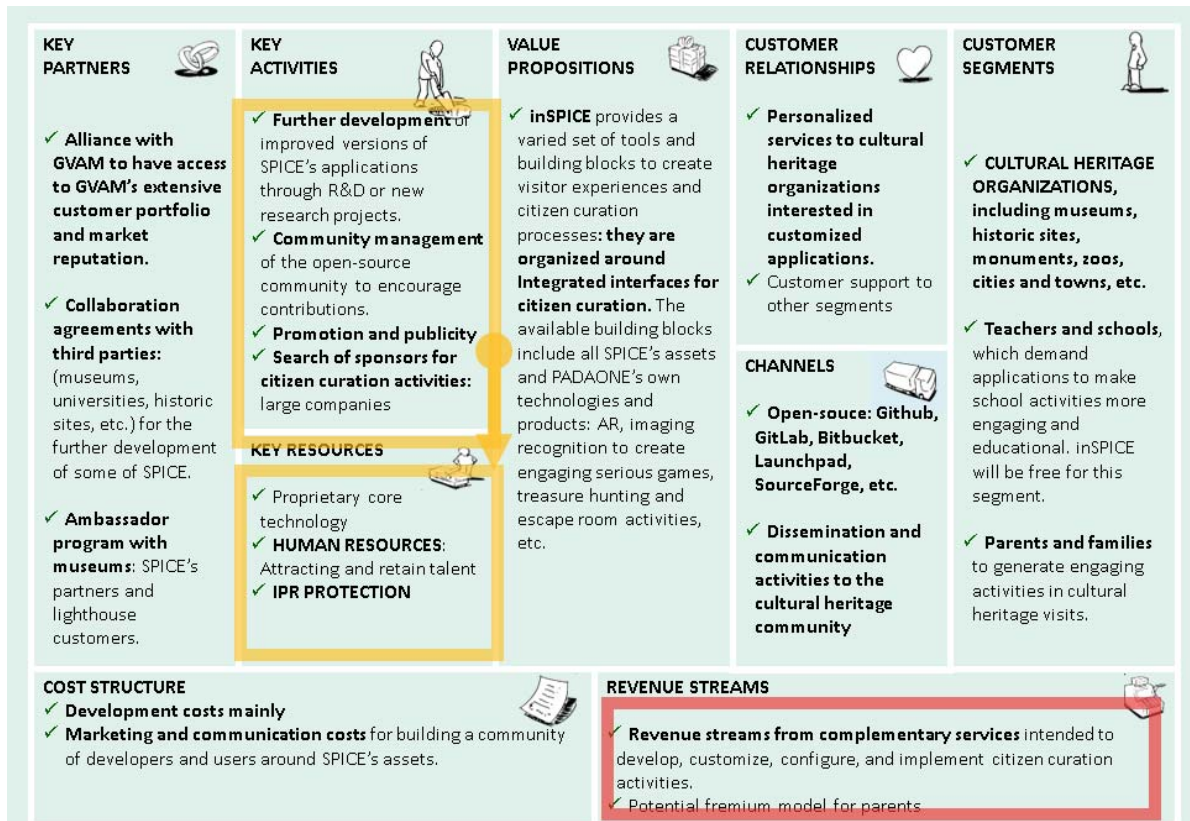 KEY
PARTNERS
✓ Alliance with
GVAM to have access
to GVAM's extensive
customer portfolio
and market
reputation.
✓ Collaboration
agreements with
third parties:
(museums,
universities, historic
sites, etc.) for the
further development
of some of SPICE.
✓ Ambassador
program with
museums: SPICE's
partners and
lighthouse
customers.
KEY
ACTIVITIES
✓ Further development of
improved versions of
SPICE's applications
through R&D or new
research projects.
✓ Community management
of the open-source
community to encourage
contributions.
✓ Promotion and publicity
✓ Search of sponsors for
citizen curation activities:
large companies
KEY RESOURCES
✓ Proprietary core
technology
✓ HUMAN RESOURCES:
Attracting and retain talent
✓ IPR PROTECTION
VALUE
PROPOSITIONS
✓ inSPICE provides a
varied set of tools and
building blocks to create
visitor experiences and
citizen curation
processes: they are
organized around
Integrated interfaces for
citizen curation. The
available building blocks
include all SPICE's assets
and PADAONE's own
technologies and
products: AR, imaging
recognition to create
engaging serious games,
treasure hunting and
escape room activities,
etc.
CUSTOMER
RELATIONSHIPS
✓ Personalized
services to cultural
heritage
organizations
interested in
customized
applications.
✓ Customer support to
other segments
CHANNELS
✓ Open-souce: Github,
GitLab, Bitbucket,
Launchpad,
SourceForge, etc.
✓ Dissemination and
communication
activities to the
cultural heritage
community
CUSTOMER
SEGMENTS
✓ CULTURAL HERITAGE
ORGANIZATIONS,
including museums,
historic sites,
monuments, zoos,
cities and towns, etc.
✓ Teachers and schools,
which demand
applications to make
school activities more
engaging and
educational. inSPICE
will be free for this
segment.
✓ Parents and families
to generate engaging
activities in cultural
heritage visits.
COST STRUCTURE
✓ Development costs mainly
✓ Marketing and communication costs for building a community
of developers and users around SPICE's assets.
REVENUE STREAMS
✓ Revenue streams from complementary services intended to
develop, customize, configure, and implement citizen curation
activities.
✓ Potential fremium model for parents